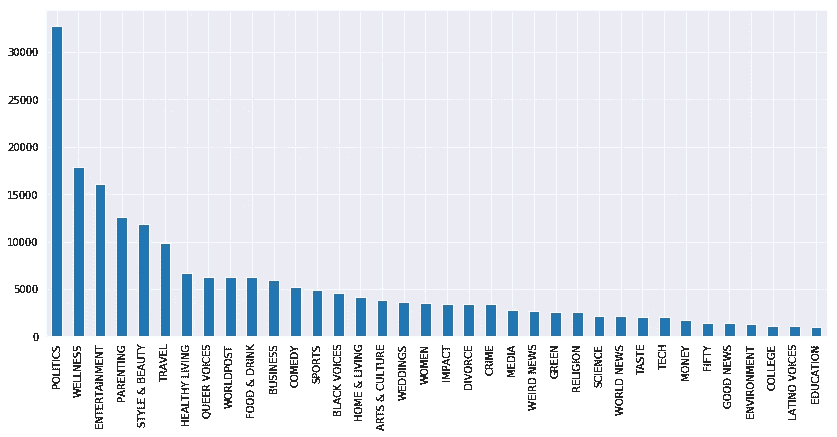 30000
25000
20000
15000
10000
5000
0
POLITICS
WELLNESS
ENTERTAINMENT
PARENTING
STYLE & BEAUTY
TRAVEL
HEALTHY LIVING
QUEER VOICES
WORLDPOST
FOOD & DRINK
BUSINESS
COMEDY
SPORTS
BLACK VOICES
HOME & LIVING
ARTS & CULTURE
WEDDINGS
WOMEN
IMPACT
DIVORCE
CRIME
MEDIA
WEIRD NEWS
GREEN
RELIGION
SCIENCE
WORLD NEWS
TASTE
TECH
MONEY
FIFTY
GOOD NEWS
ENVIRONMENT
COLLEGE
LATINO VOICES
EDUCATION